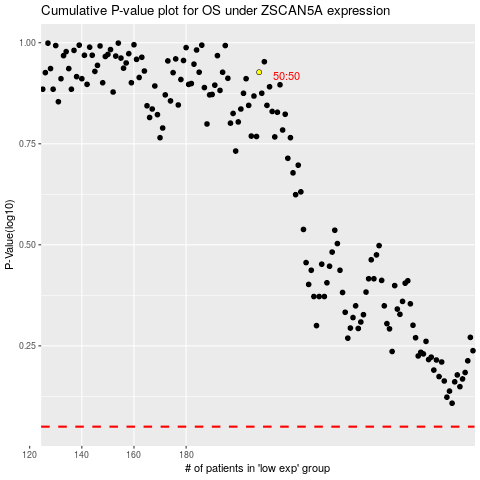 Cumulative P-value plot for OS under ZSCAN5A expression
1.00
50:50
0.75
P-Value(log10)
0.50
0.25
120 140 160 180
# of patients in 'low exp' group